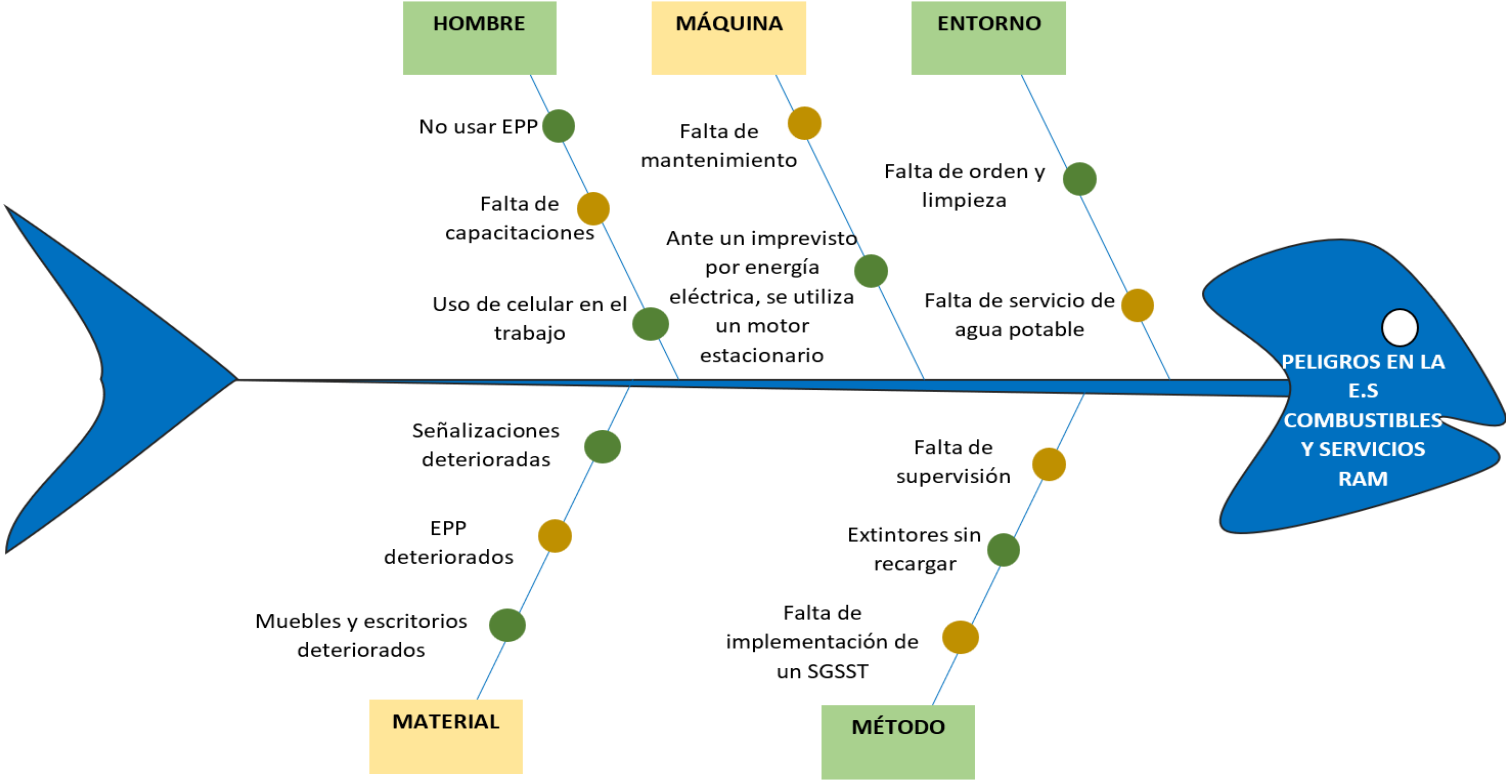 HOMBRE
MÁQUINA
ENTORNO
No usar EPP
Falta de
capacitaciones
Uso de celular en el
trabajo
Falta de
mantenimiento
Ante un imprevisto
por energía
eléctrica, se utiliza
un motor
estacionario
Falta de orden y
limpieza
Falta de servicio de
agua potable
PELIGROS EN LA
E.S
COMBUSTIBLES
Y SERVICIOS
RAM
Señalizaciones
deterioradas
EPP
deteriorados
Muebles y escritorios
deteriorados
Falta de
supervisión
Extintores sin
recargar
Falta de
implementación de
un SGSST
MATERIAL
MÉTODO